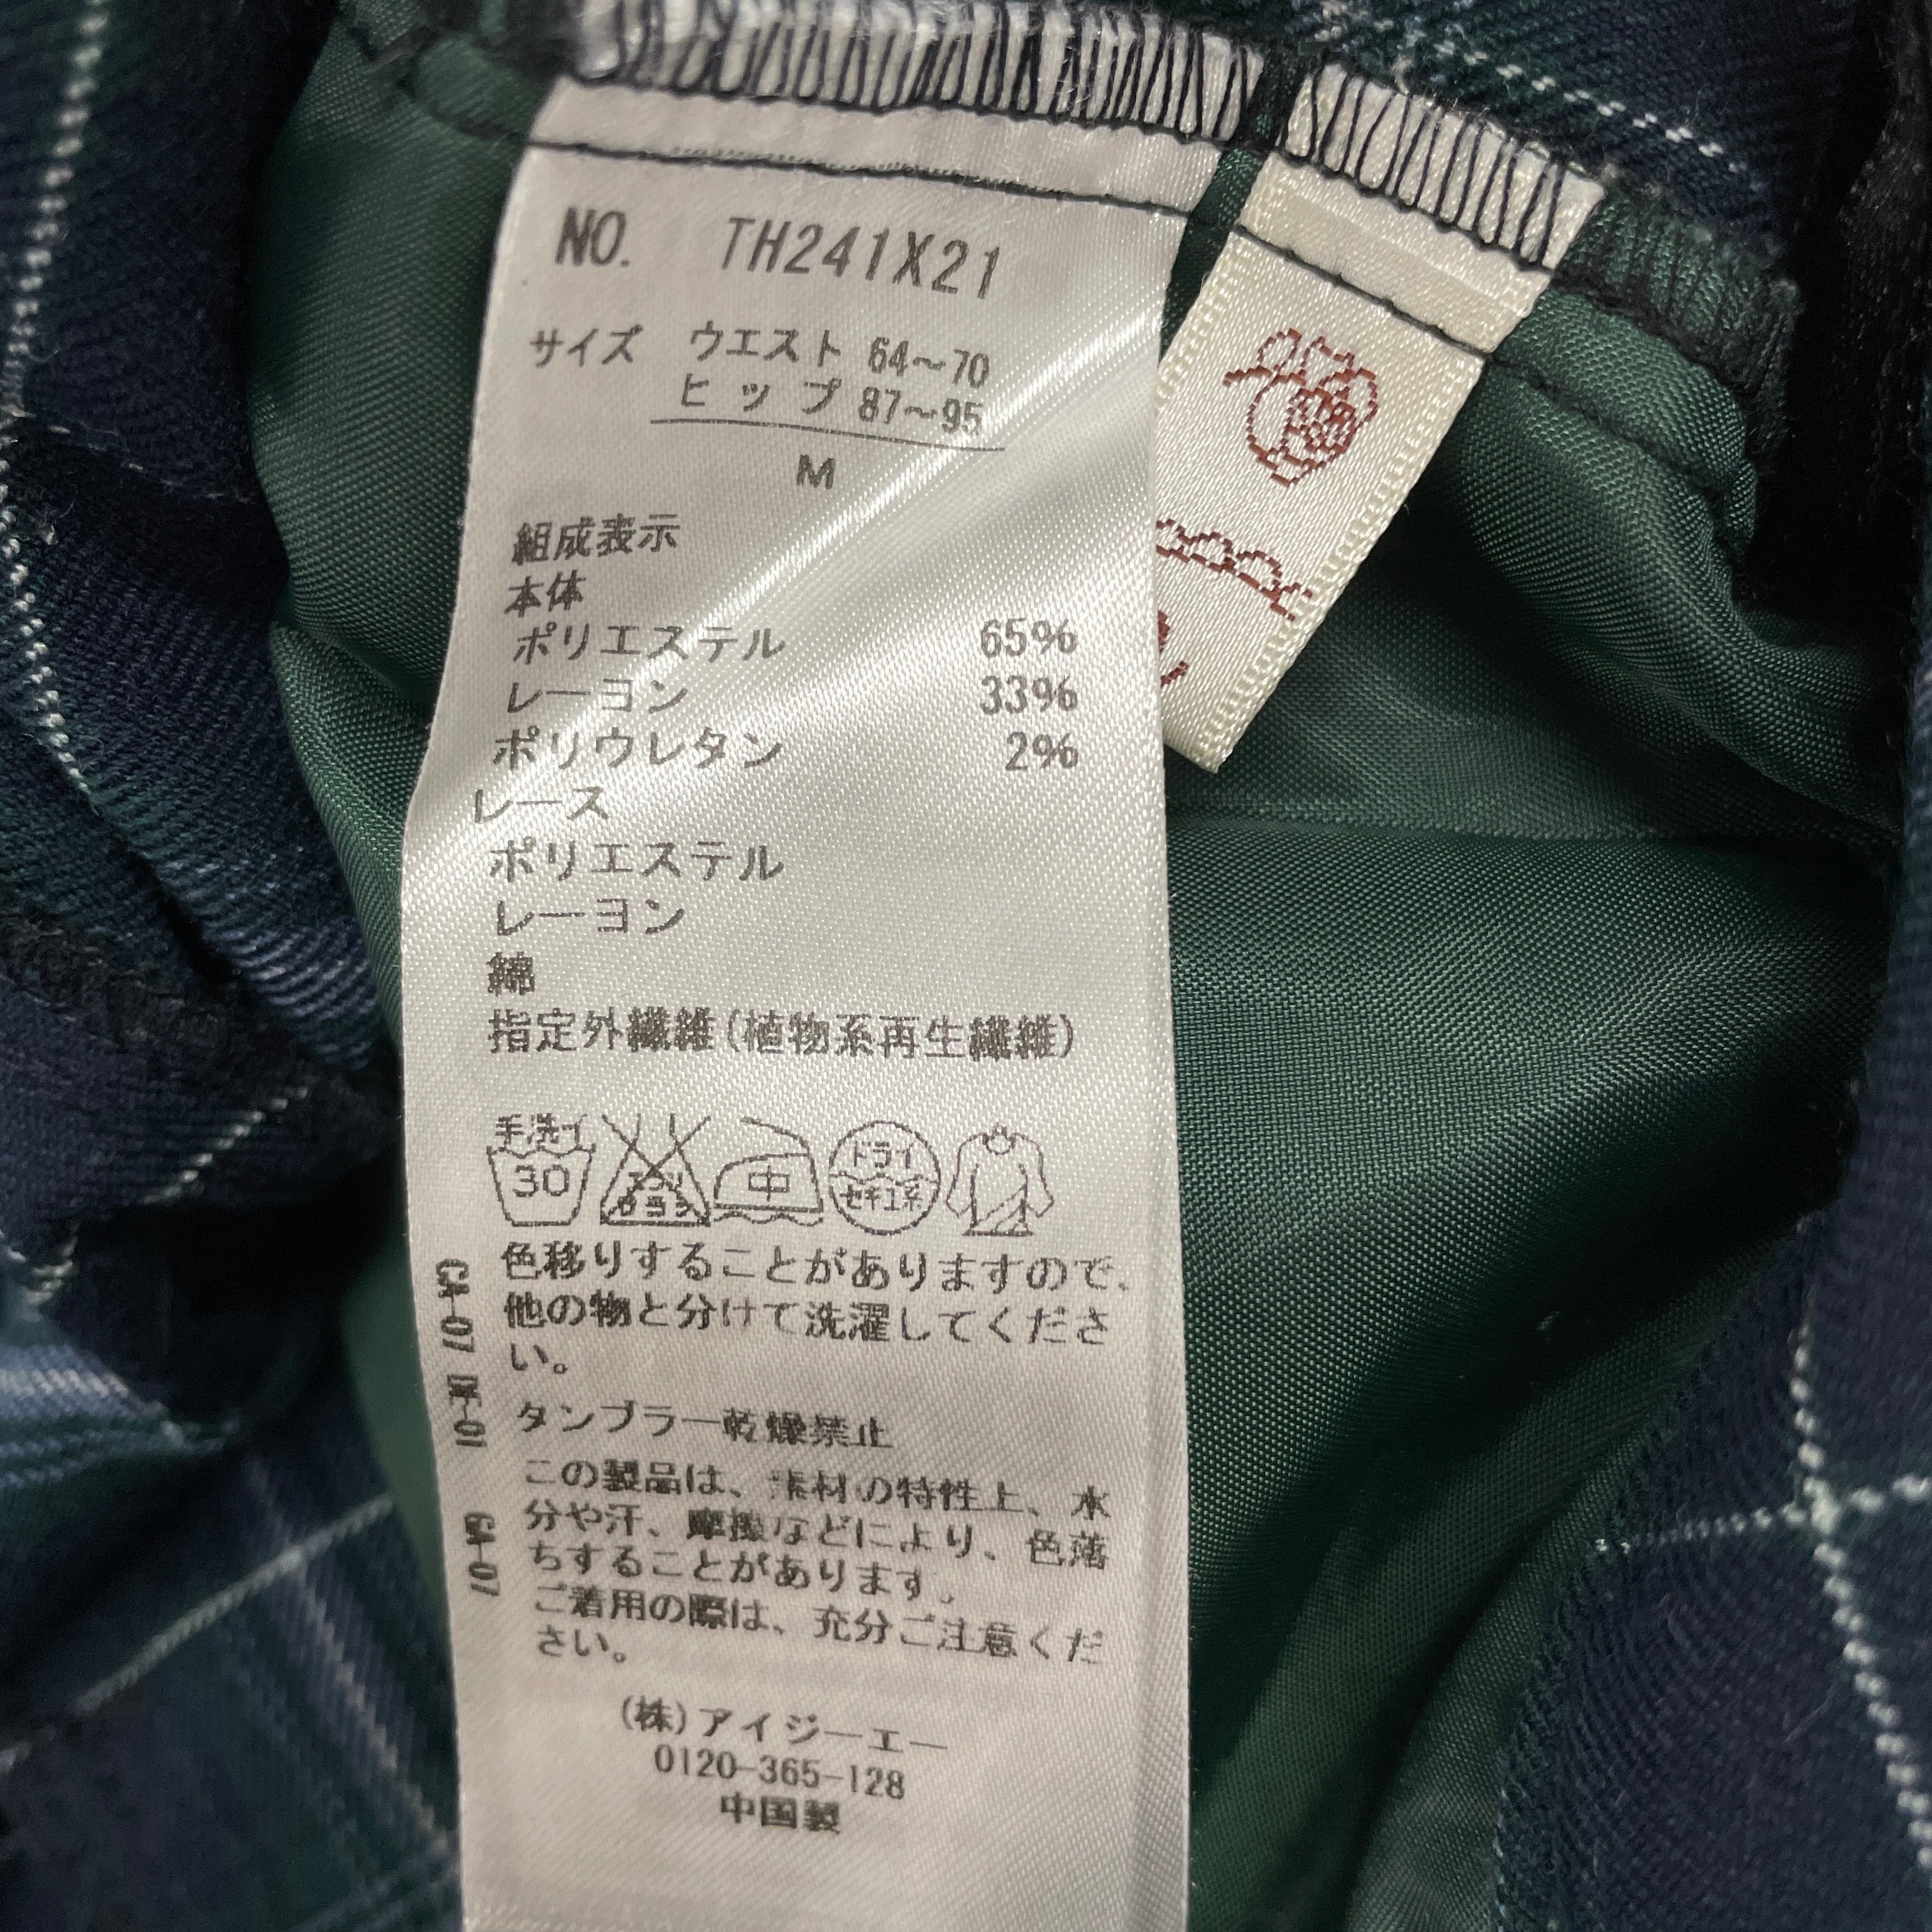 NO. TH241X21
サイズ ウエスト 64～70
ヒップ 87～95
M
組成表示
本体
ポリエステル 65%
レーヨン 33%
ポリウレタン 2%
レース
ポリエステル
レーヨン
綿
指定外繊維(植物系再生繊維)
手洗イ
30
エンソ
中
ドライ
セキユ系
色移りすることがありますので、
他の物と分けて洗濯してくださ
い。
タンブラー乾燥禁止
この製品は、素材の特性上、水
分や汗、摩擦などにより、色落
ちすることがあります。
ご着用の際は、充分ご注意くだ
さい。
(株)アイジーエー
0120-365-128
中国製
CA-07
GA-07